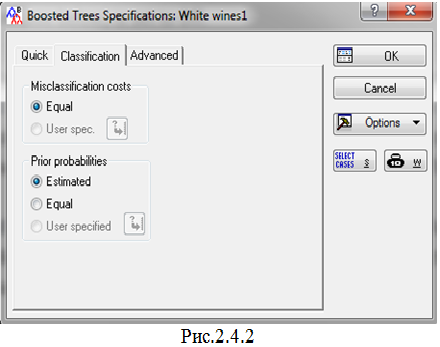 Boosted Trees Specifications: White wines1
Quick Classification Advanced
Misclassification costs
Equal
User spec.
Prior probabilities
Estimated
Equal
User specified
OK
Cancel
Options
SELECT
CASES S
W
Рис.2.4.2